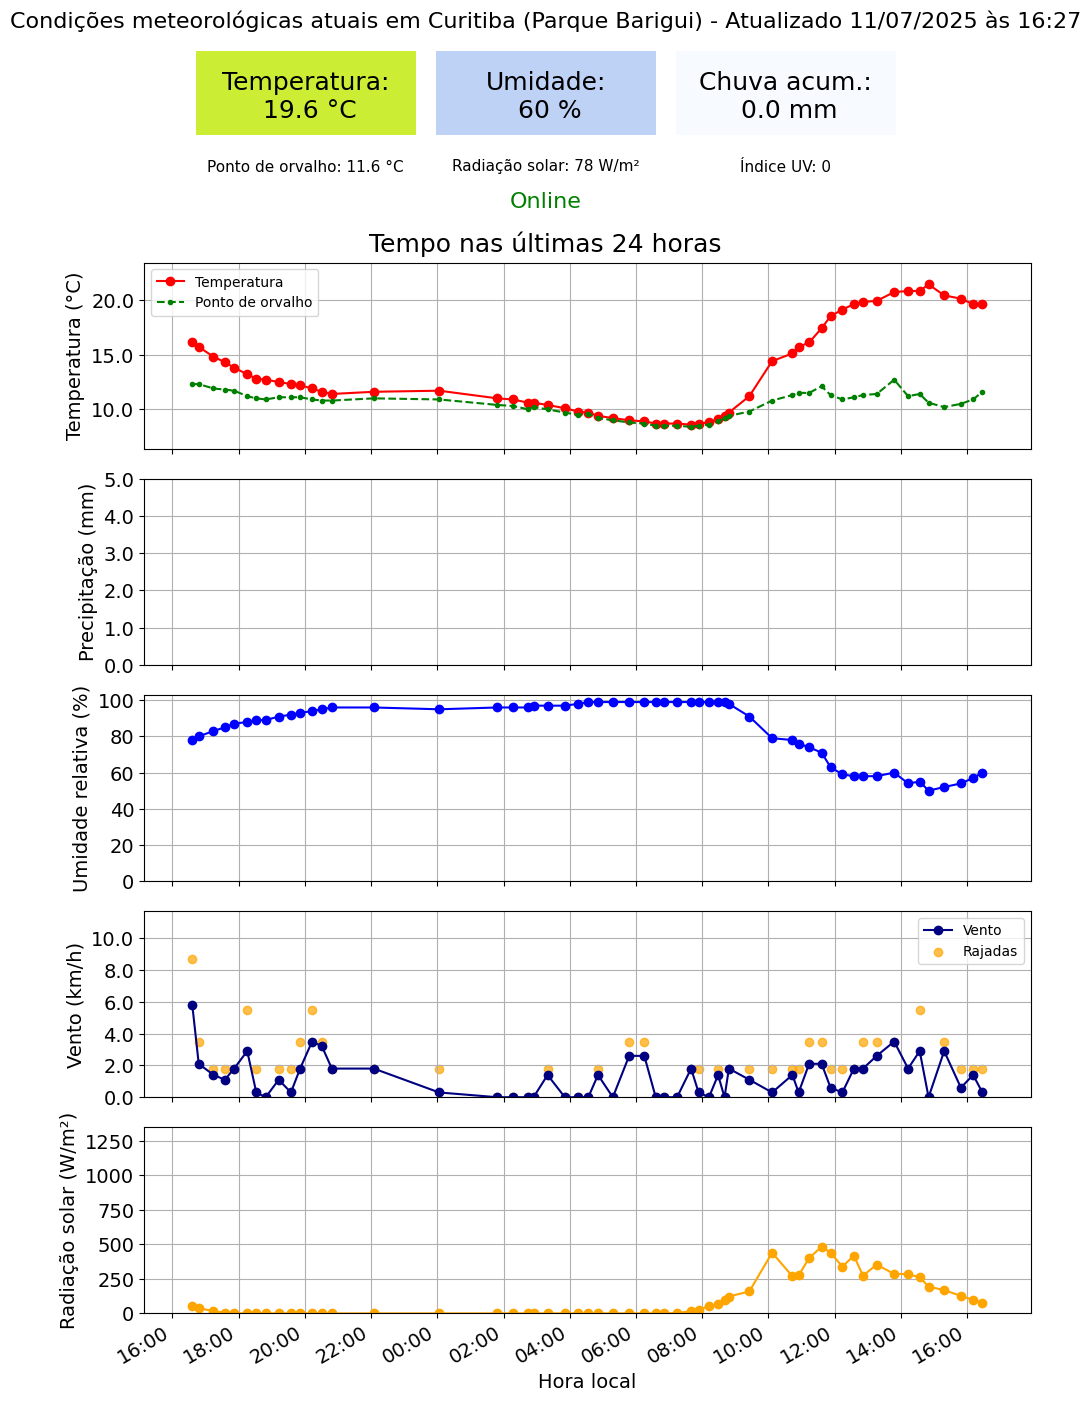 Condições meteorológicas atuais em Curitiba (Parque Barigui) - Atualizado 11/07/2025 às 16:27
Temperatura:
19.6 °C
Umidade:
60 %
Chuva acum.:
0.0 mm
Ponto de orvalho: 11.6 °C
Radiação solar: 78 W/m²
Índice UV: 0
Online
Tempo nas últimas 24 horas
Temperatura (°C)
20.0
15.0
10.0
Temperatura
Ponto de orvalho
Precipitação (mm)
5.0
4.0
3.0
2.0
1.0
0.0
Umidade relativa (%)
100
80
60
40
20
0
Vento (km/h)
10.0
8.0
6.0
4.0
2.0
0.0
Vento
Rajadas
Radiação solar (W/m²)
1250
1000
750
500
250
0
16:00
18:00
20:00
22:00
00:00
02:00
04:00
06:00
08:00
10:00
12:00
14:00
16:00
Hora local